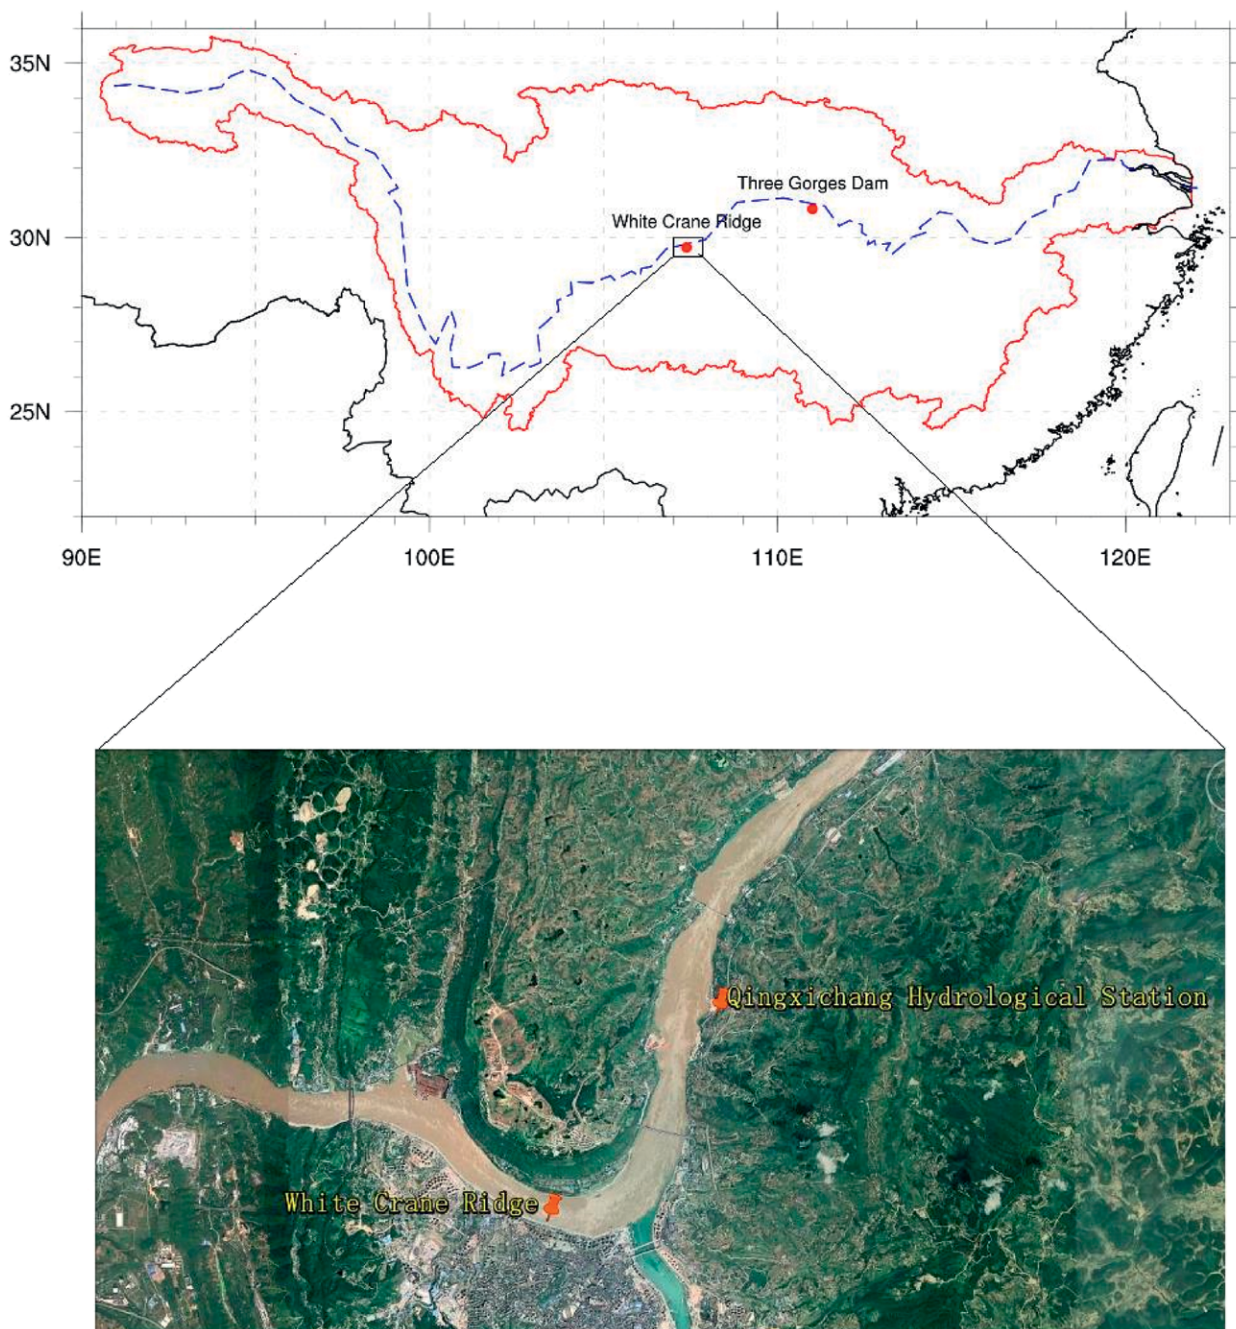 35N
Three Gorges Dam
White Crane Ridge
30N
25N
90E
100E
110E
120E
Qingxichang Hydrological Station
White Crane Ridge